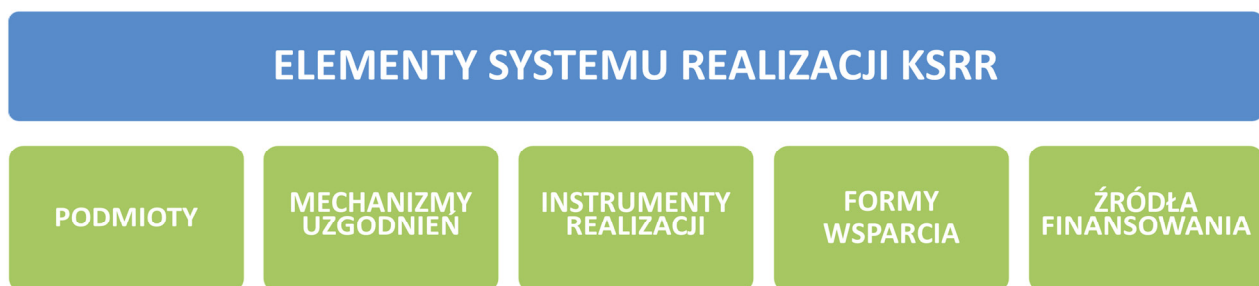 ELEMENTY SYSTEMU REALIZACJI KSRR
PODMIOTY
MECHANIZMY
UZGODNIEŃ
INSTRUMENTY
REALIZACJI
FORMY
WSPARCIA
ŹRÓDŁA
FINANSOWANIA